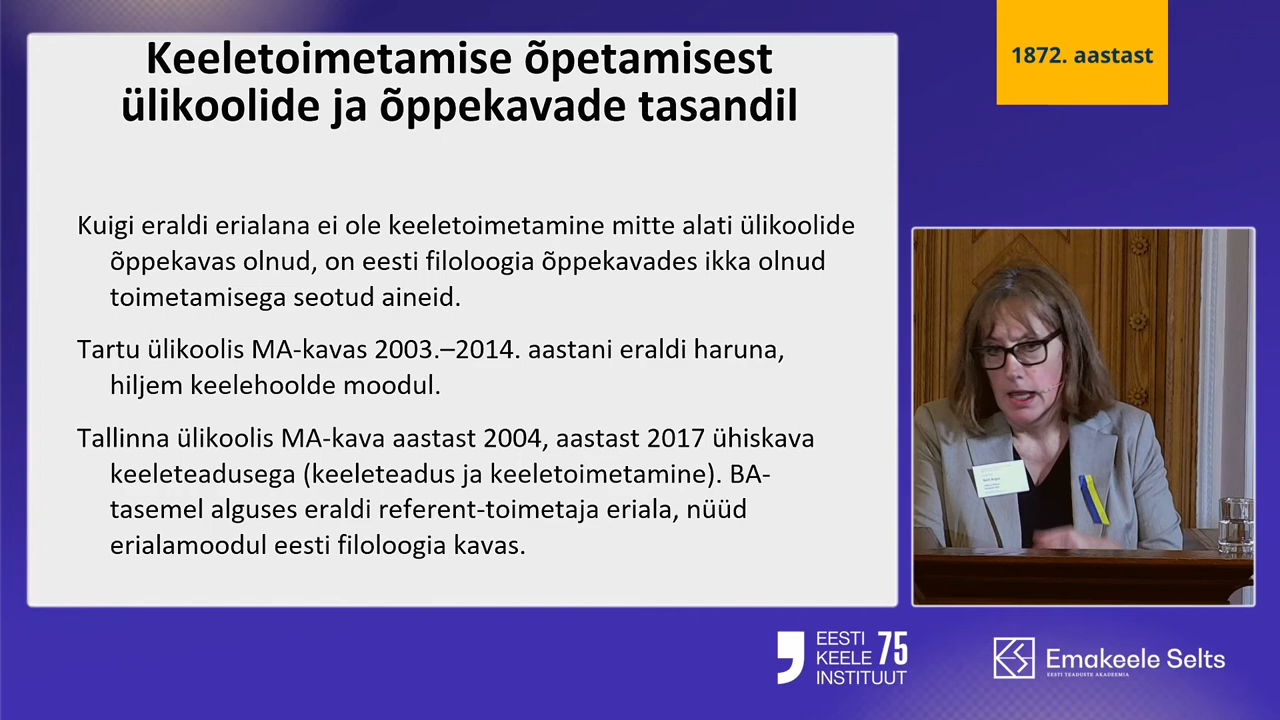 Keeletoimetamise õpetamisest
ülikoolide ja õppekavade tasandil
Kuigi eraldi erialana ei ole keeletoimetamine mitte alati ülikoolide
õppekavas olnud, on eesti filoloogia õppekavades ikka olnud
toimetamisega seotud aineid.
Tartu ülikoolis MA-kavas 2003.–2014. aastani eraldi haruna,
hiljem keelehoolde moodul.
Tallinna ülikoolis MA-kava aastast 2004, aastast 2017 ühiskava
keeleteadusega (keeleteadus ja keeletoimetamine). BA-
tasemel alguses eraldi referent-toimetaja eriala, nüüd
erialamoodul eesti filoloogia kavas.
1872. aastast
EESTI
KEELE 75
INSTITUUT
Emakeele Selts
EESTI TEADUSTE AKADEEMIA